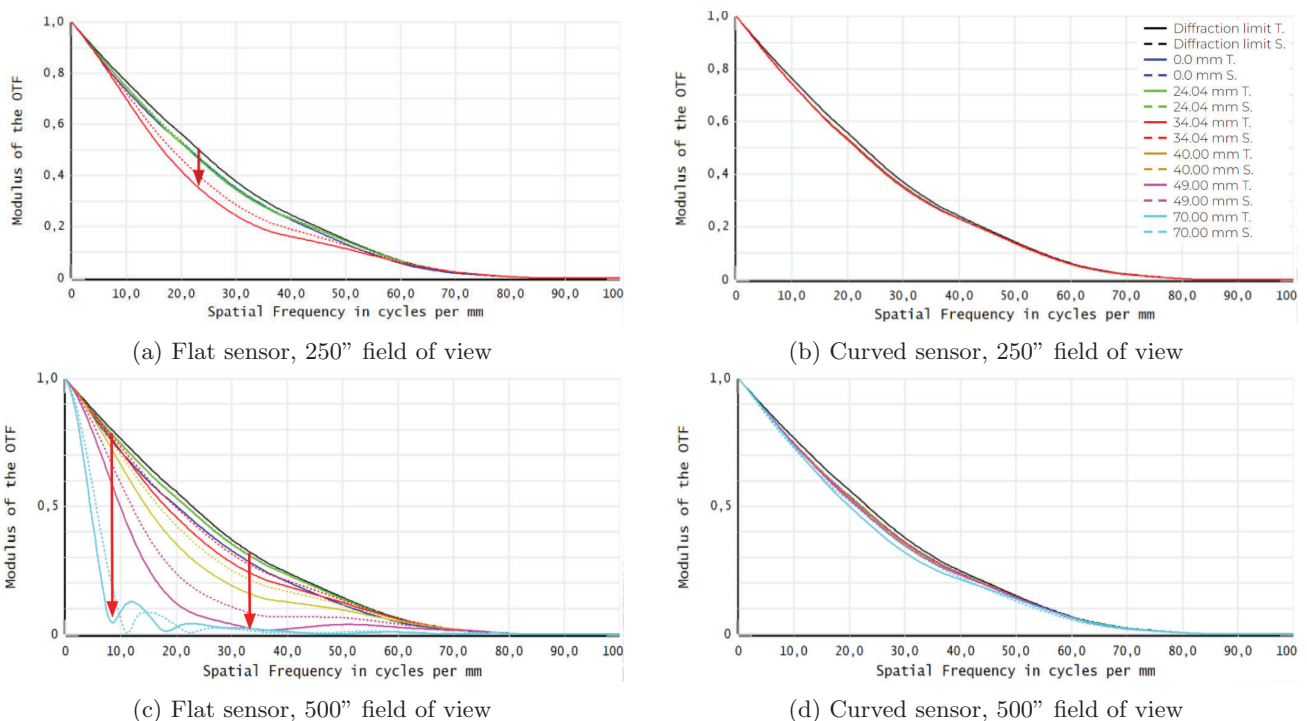 1,0
0,8
0,6
0,4
0,2
0
Modulus of the OTF
0 10,0 20,0 30,0 40,0 50,0 60,0 70,0 80,0 90,0 100
Spatial Frequency in cycles per mm
(a) Flat sensor, 250” field of view
1,0
0,8
0,6
0,4
0,2
0
Modulus of the OTF
Diffraction limit T.
Diffraction limit S.
0.0 mm T.
0.0 mm S.
24.04 mm T.
24.04 mm S.
34.04 mm T.
34.04 mm S.
40.00 mm T.
40.00 mm S.
49.00 mm T.
49.00 mm S.
70.00 mm T.
70.00 mm S.
0 10,0 20,0 30,0 40,0 50,0 60,0 70,0 80,0 90,0 100
Spatial Frequency in cycles per mm
(b) Curved sensor, 250” field of view
1,0
0,5
0
Modulus of the OTF
0 10,0 20,0 30,0 40,0 50,0 60,0 70,0 80,0 90,0 100
Spatial Frequency in cycles per mm
(c) Flat sensor, 500” field of view
1,0
0,5
0
Modulus of the OTF
0 10,0 20,0 30,0 40,0 50,0 60,0 70,0 80,0 90,0 100
Spatial Frequency in cycles per mm
(d) Curved sensor, 500” field of view